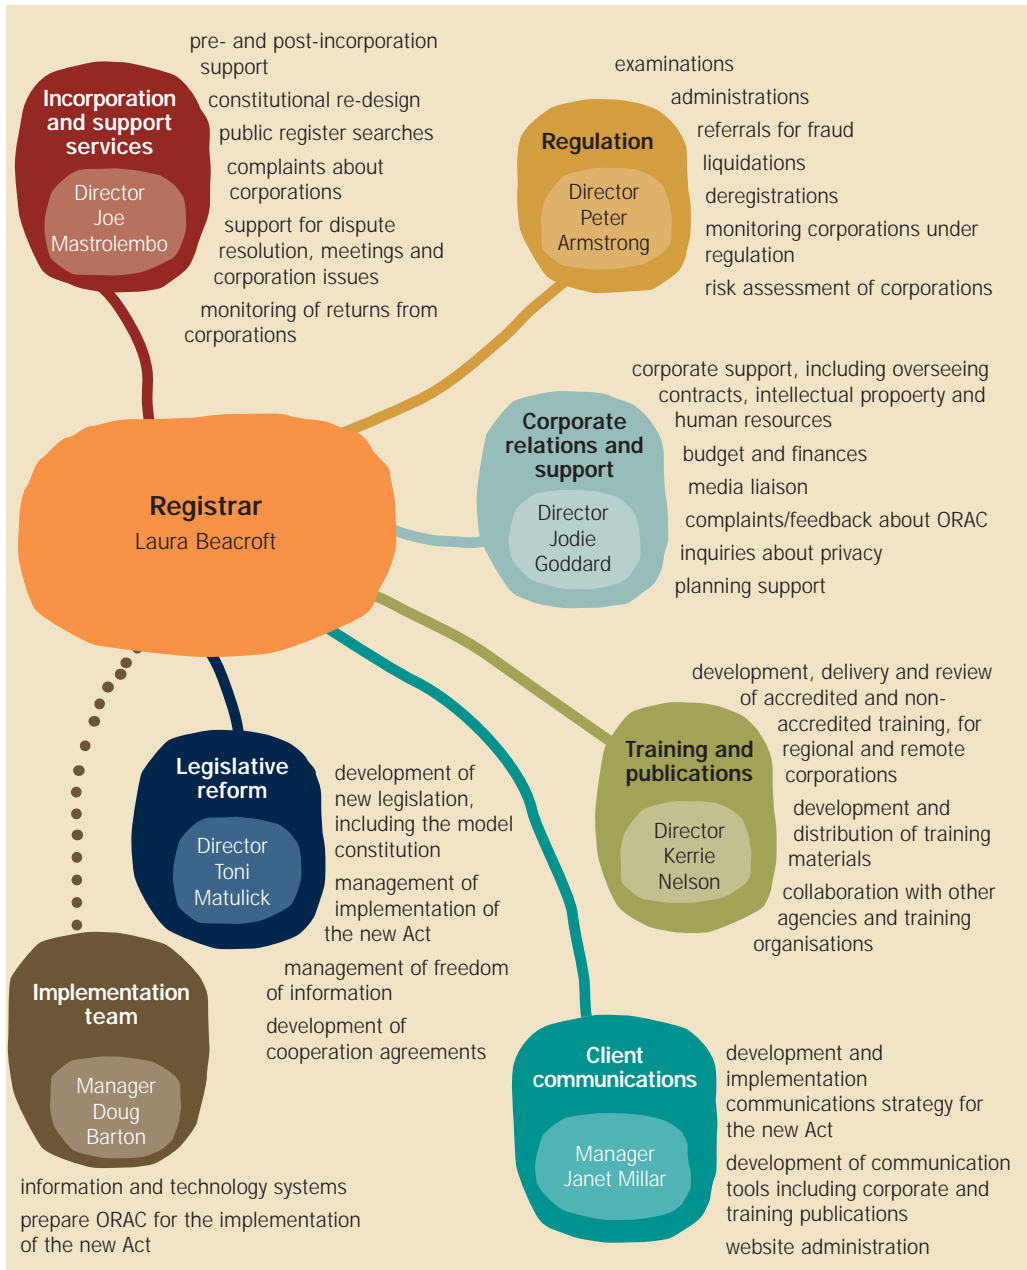 Incorporation
and support
services
Director
Joe
Mastrolembo
pre- and post-incorporation
support
constitutional re-design
public register searches
complaints about
corporations
support for dispute
resolution, meetings and
corporation issues
monitoring of returns from
corporations
Regulation
Director
Peter
Armstrong
examinations
administrations
referrals for fraud
liquidations
deregistrations
monitoring corporations under
regulation
risk assessment of corporations
Registrar
Laura Beacroft
Corporate
relations and
support
Director
Jodie
Goddard
corporate support, including overseeing
contracts, intellectual propoerty and
human resources
budget and finances
media liaison
complaints/feedback about ORAC
inquiries about privacy
planning support
Training and
publications
Director
Kerrie
Nelson
development, delivery and review
of accredited and non-
accredited training, for
regional and remote
corporations
development and
distribution of training
materials
collaboration with other
agencies and training
organisations
Legislative
reform
Director
Toni
Matulick
development of
new legislation,
including the model
constitution
management of
implementation of
the new Act
management of freedom
of information
development of
cooperation agreements
Implementation
team
Manager
Doug
Barton
information and technology systems
prepare ORAC for the implementation
of the new Act
Client
communications
Manager
Janet Millar
development and
implementation
communications strategy for
the new Act
development of communication
tools including corporate and
training publications
website administration